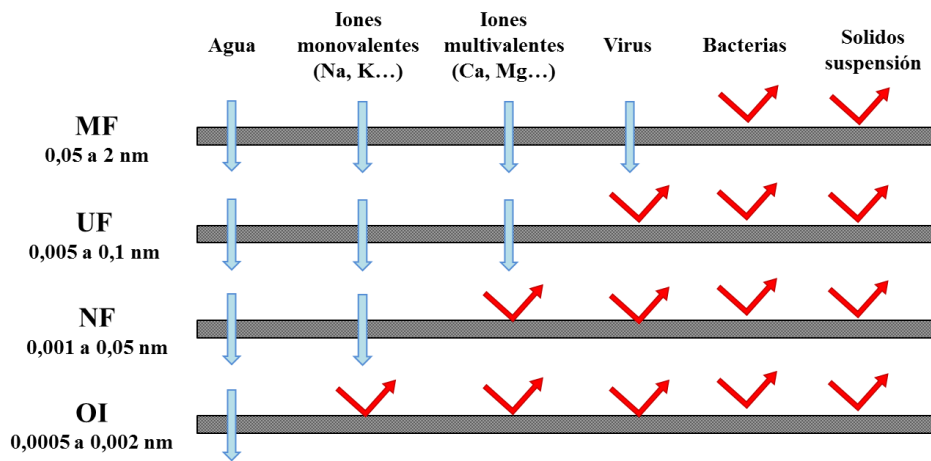 Agua
Iones
monovalentes
(Na, K…)
Iones
multivalentes
(Ca, Mg…)
Virus
Bacterias
Solidos
suspensión
MF
0,05 a 2 nm
UF
0,005 a 0,1 nm
NF
0,001 a 0,05 nm
OI
0,0005 a 0,002 nm